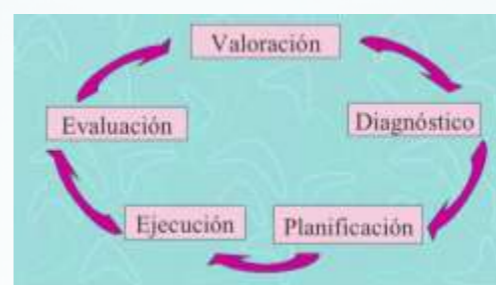 Valoración
Diagnóstico
Planificación
Ejecución
Evaluación